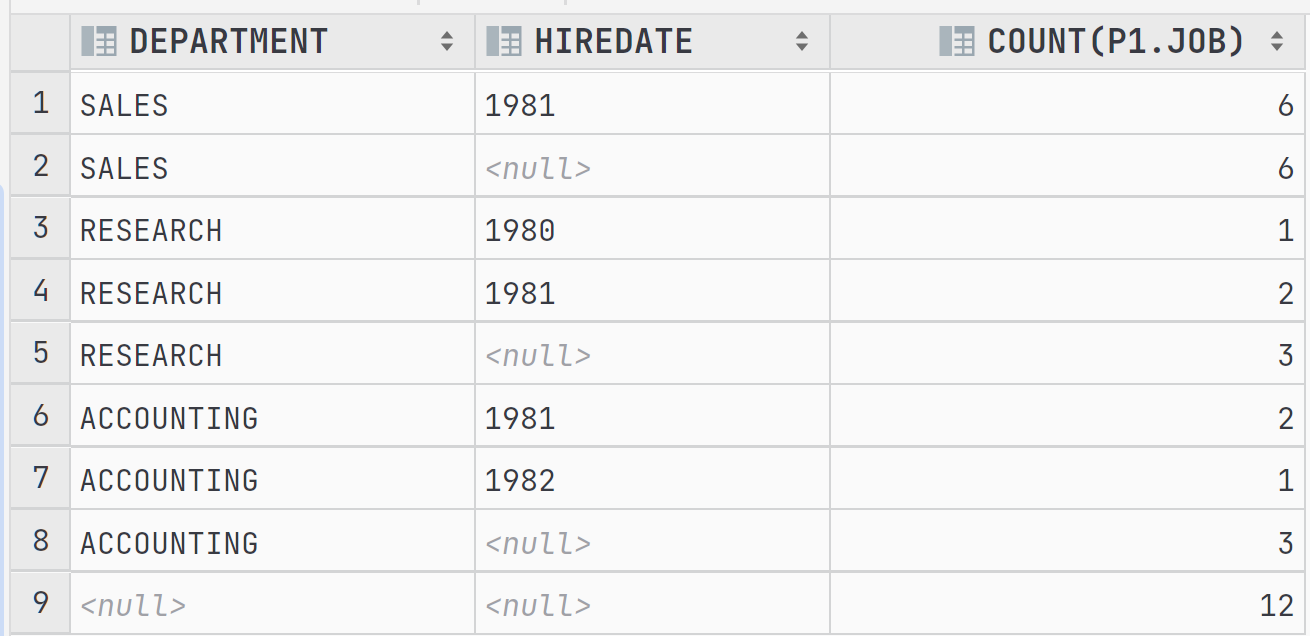 DEPARTMENT HIREDATE COUNT(P1.JOB)
1 SALES 1981 6
2 SALES <null> 6
3 RESEARCH 1980 1
4 RESEARCH 1981 2
5 RESEARCH <null> 3
6 ACCOUNTING 1981 2
7 ACCOUNTING 1982 1
8 ACCOUNTING <null> 3
9 <null> <null> 12